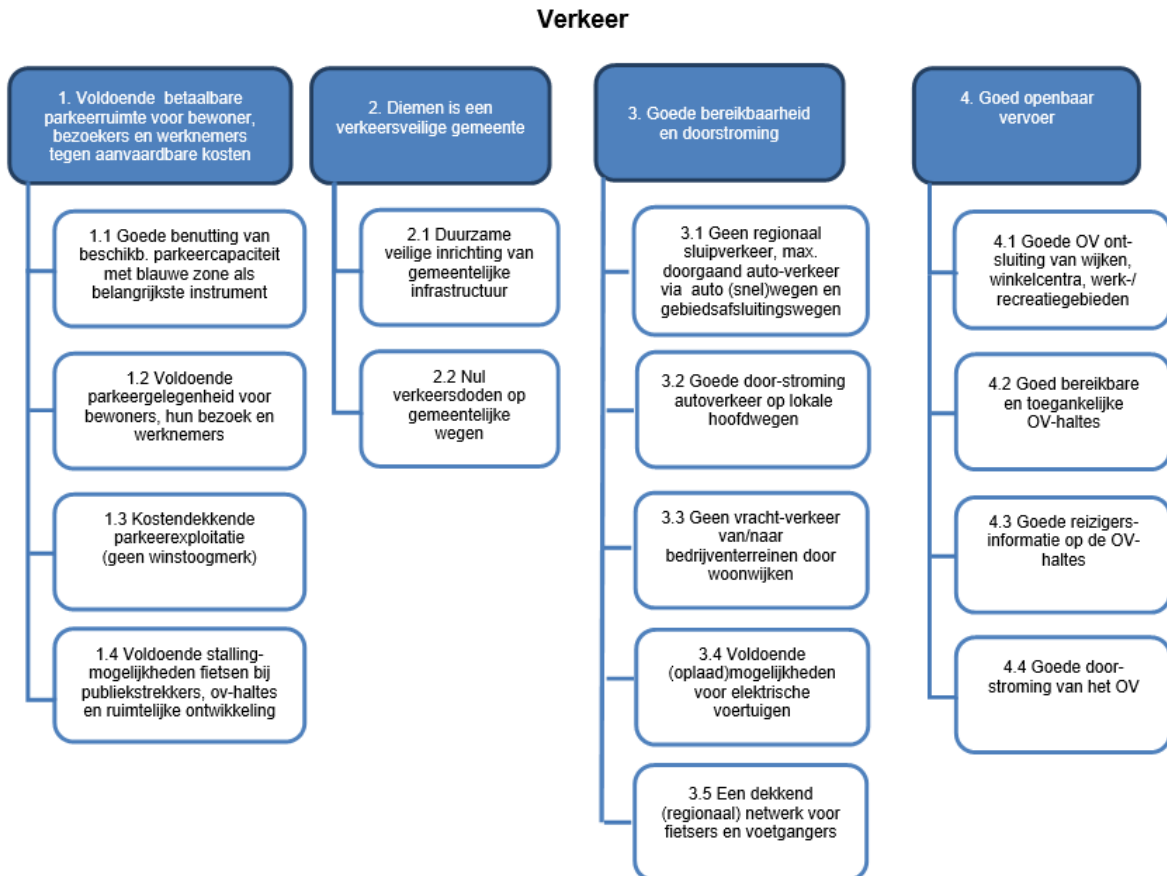 Verkeer
1. Voldoende betaalbare
parkeerruimte voor bewoner,
bezoekers en werknemers
tegen aanvaardbare kosten
1.1 Goede benutting van
beschikb. parkeercapaciteit
met blauwe zone als
belangrijkste instrument
1.2 Voldoende
parkeergelegenheid voor
bewoners, hun bezoek en
werknemers
1.3 Kostendekkende
parkeerexploitatie
(geen winstoogmerk)
1.4 Voldoende stalling-
mogelijkheden fietsen bij
publiekstrekkers, ov-haltes
en ruimtelijke ontwikkeling
2. Diemen is een
verkeersveilige gemeente
2.1 Duurzame
veilige inrichting van
gemeentelijke
infrastructuur
2.2 Nul
verkeersdoden op
gemeentelijke
wegen
3. Goede bereikbaarheid
en doorstroming
3.1 Geen regionaal
sluipverkeer, max.
doorgaand auto-verkeer
via auto (snel)wegen en
gebiedsafsluitingswegen
3.2 Goede door-stroming
autoverkeer op lokale
hoofdwegen
3.3 Geen vracht-verkeer
van/naar
bedrijventerreinen door
woonwijken
3.4 Voldoende
(oplaad)mogelijkheden
voor elektrische
voertuigen
3.5 Een dekkend
(regionaal) netwerk voor
fietsers en voetgangers
4. Goed openbaar
vervoer
4.1 Goede OV ont-
sluiting van wijken,
winkelcentra, werk-/
recreatiegebieden
4.2 Goed bereikbare
en toegankelijke
OV-haltes
4.3 Goede reizigers-
informatie op de OV-
haltes
4.4 Goede door-
stroming van het OV